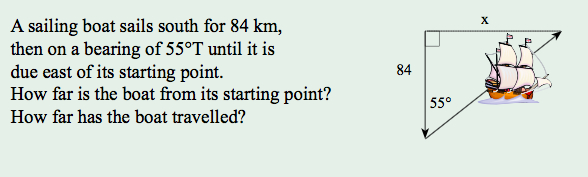 A sailing boat sails south for 84 km,
then on a bearing of 55°T until it is
due east of its starting point.
How far is the boat from its starting point?
How far has the boat travelled?
x
84
55°